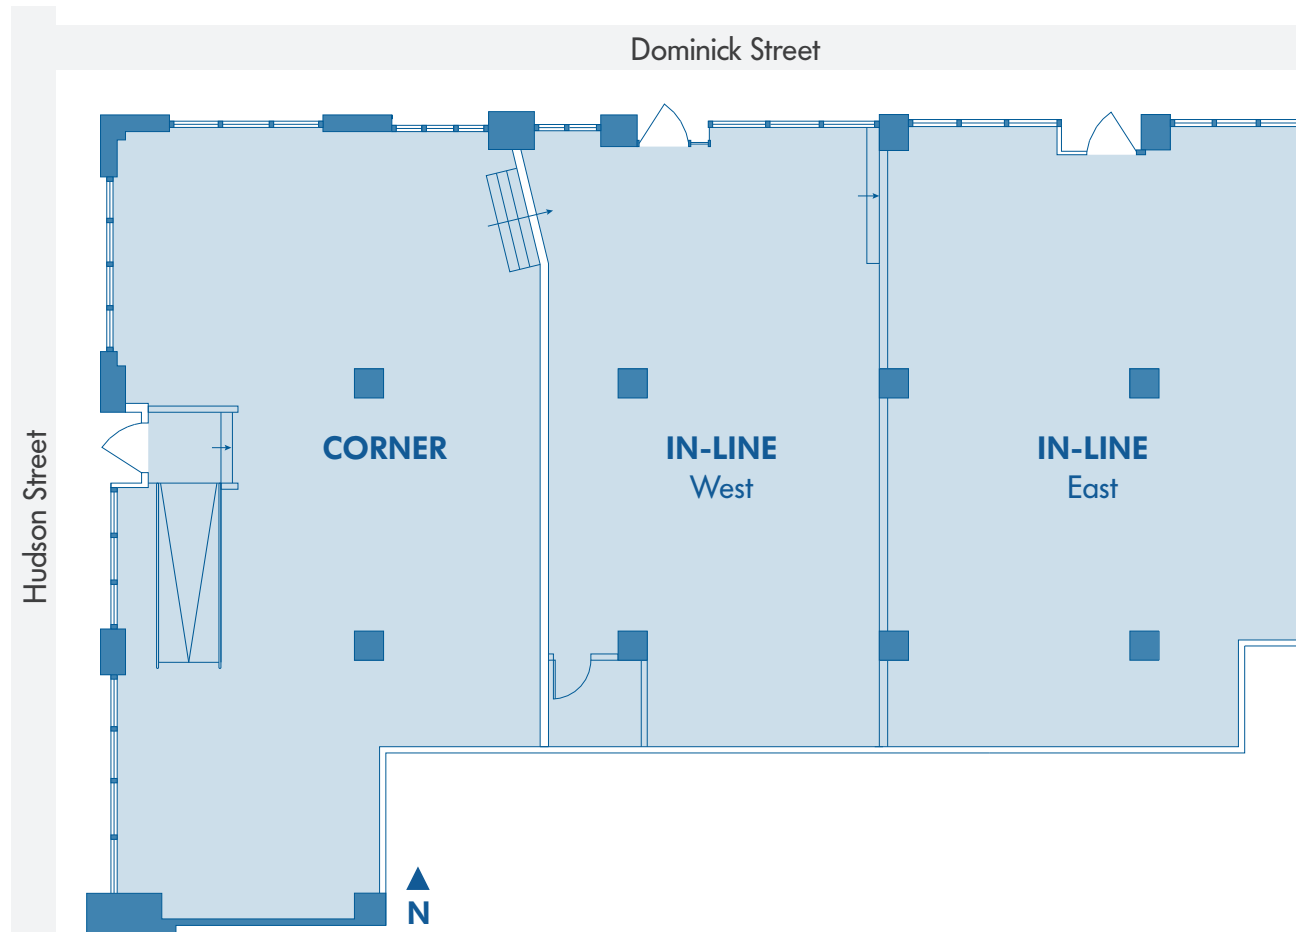 Dominick Street
Hudson Street
CORNER
IN-LINE
West
IN-LINE
East
N